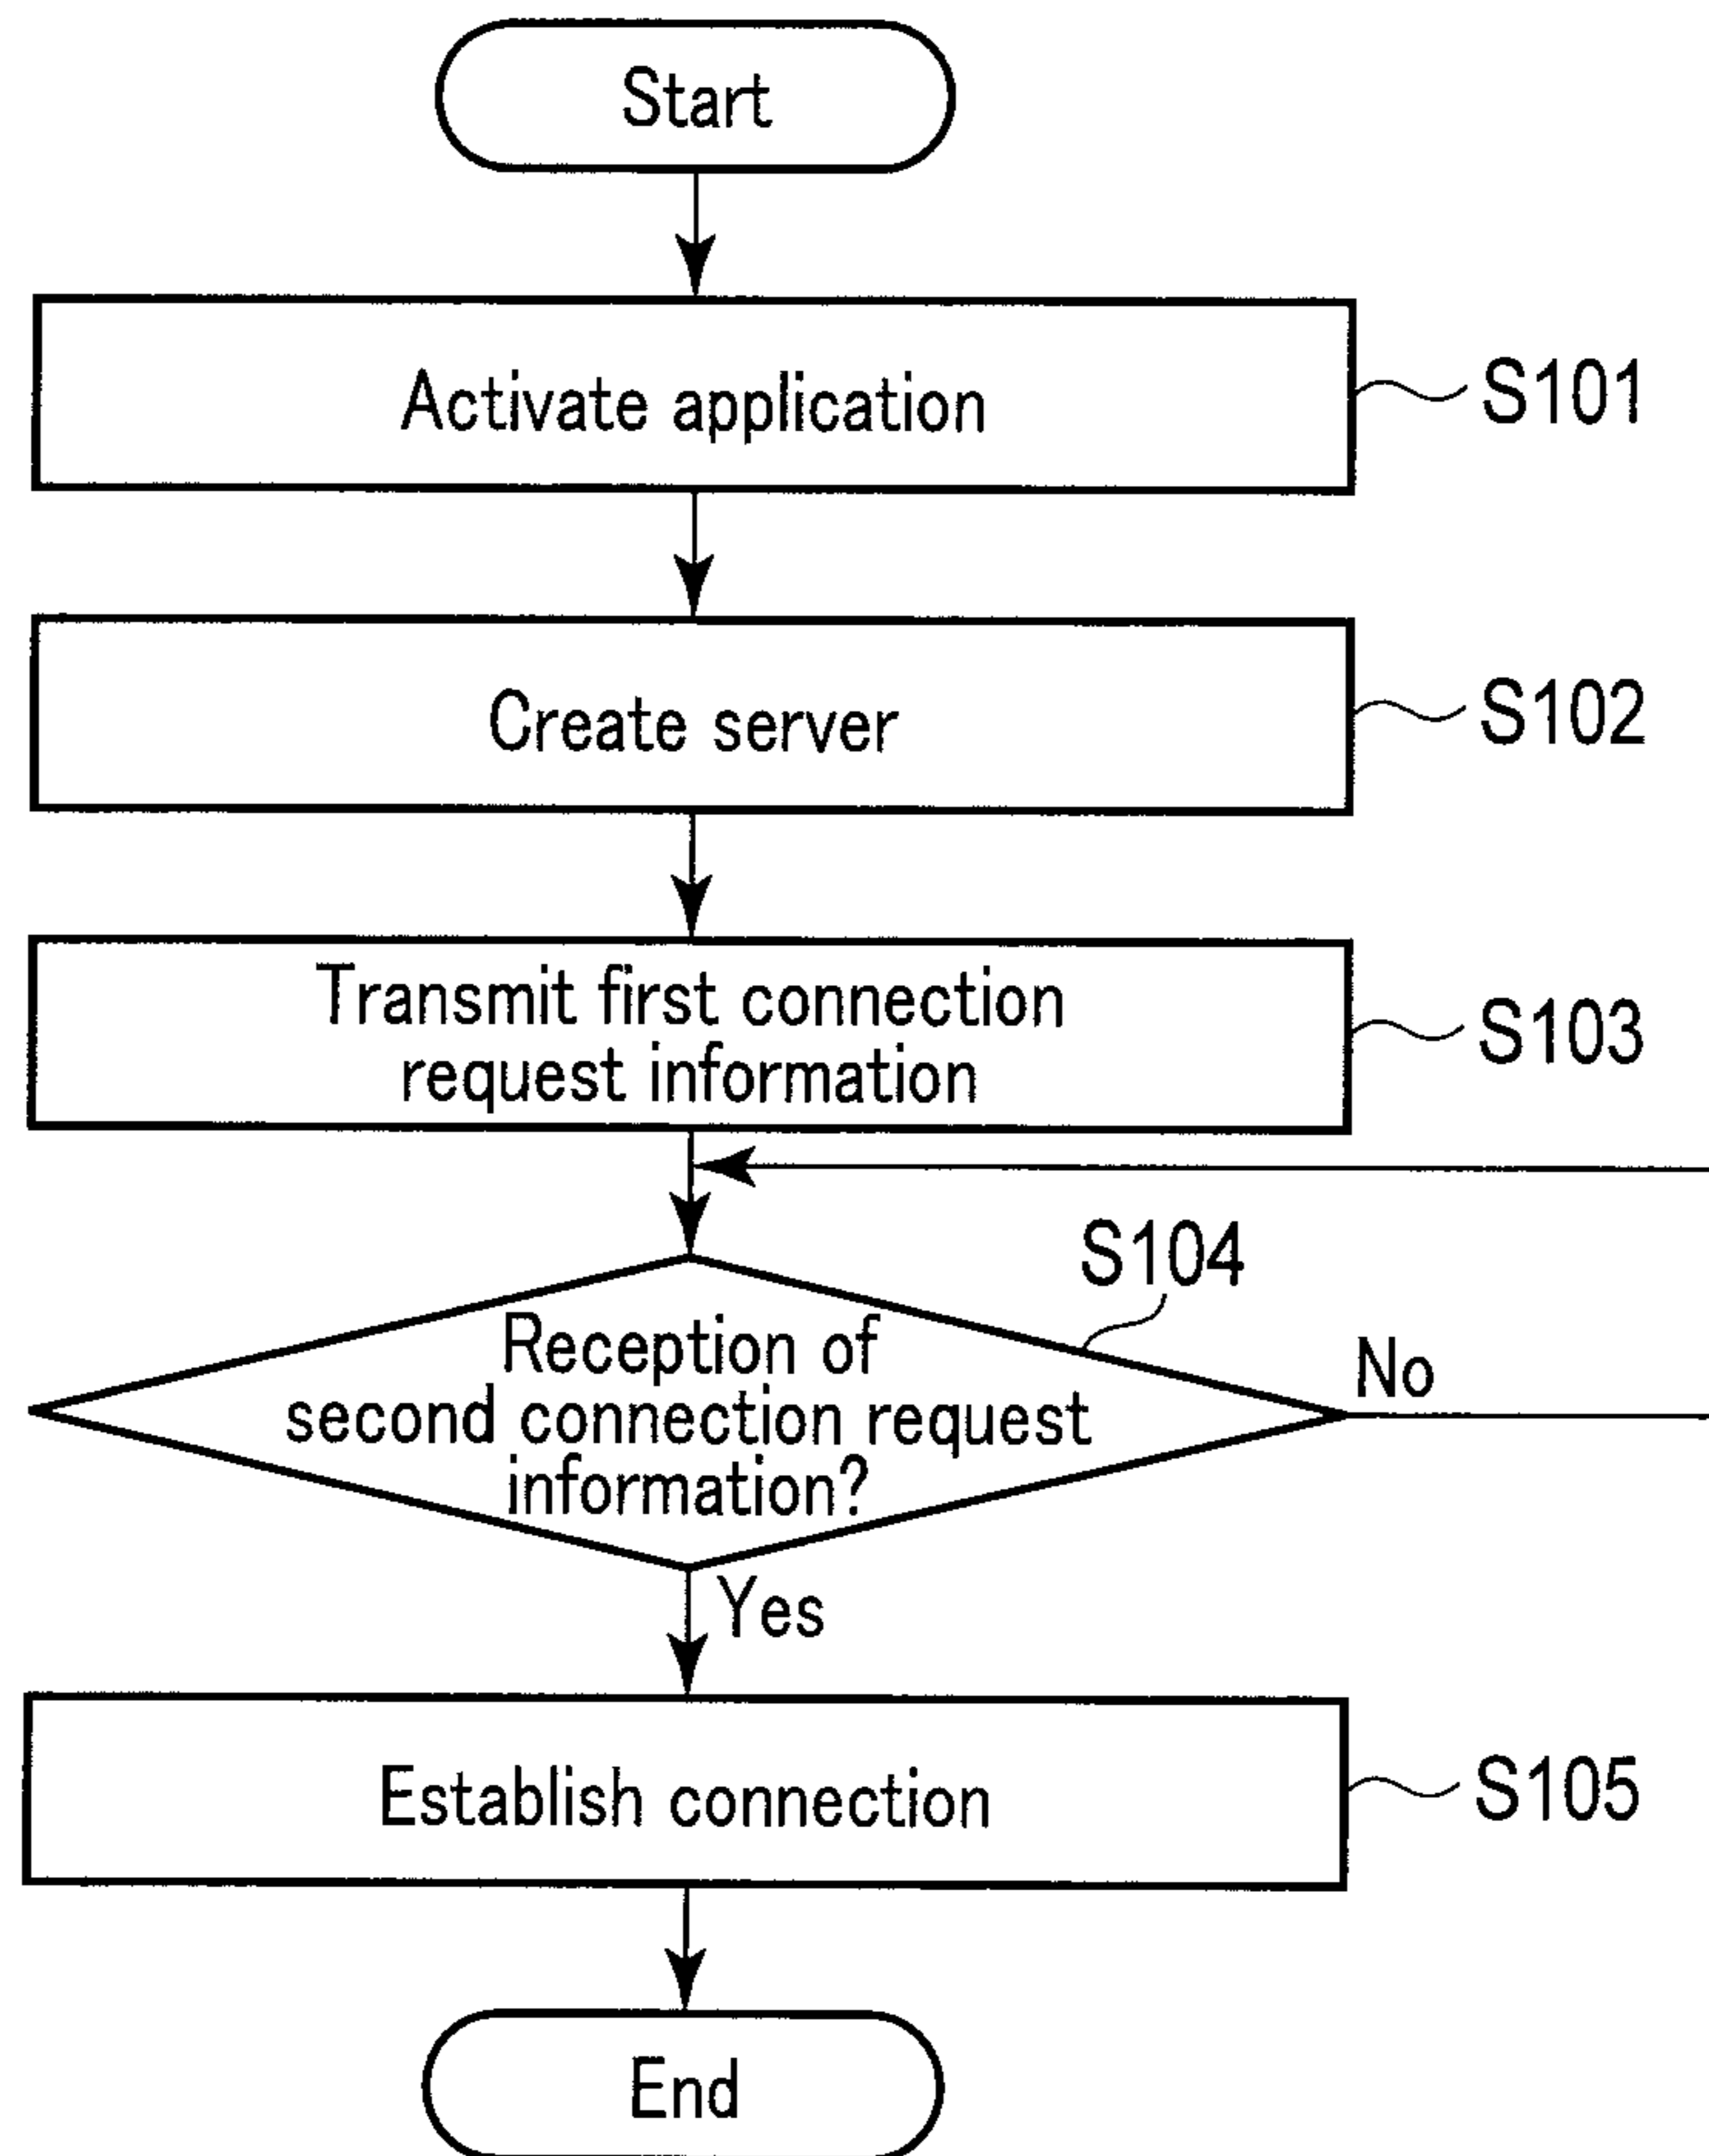 Start
Activate application
S101
Create server
S102
Transmit first connection
request information
S103
S104
Reception of
second connection request
information?
No
Yes
Establish connection
S105
End